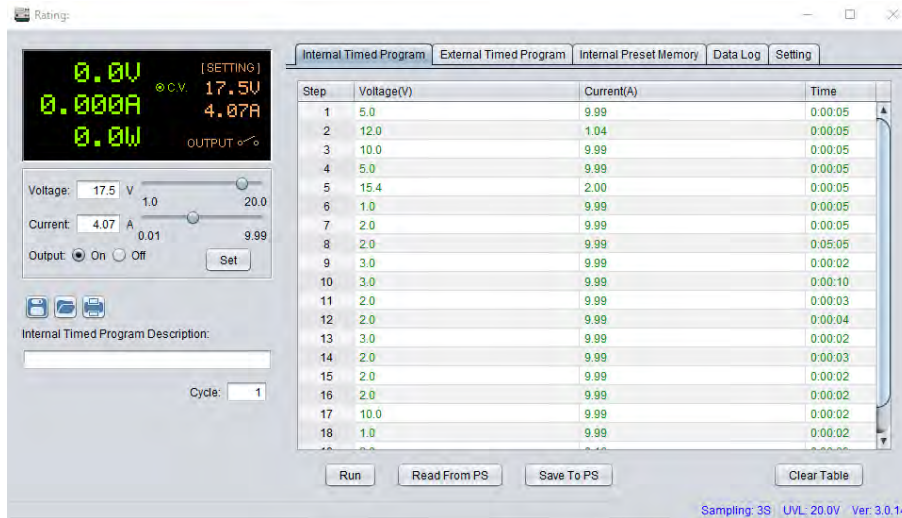 Rating:
0.0V
[SETTING]
C.V. 17.5V
0.000A
4.07A
0.0W
OUTPUT
Voltage: 17.5 V
1.0 20.0
Current: 4.07 A
0.01 9.99
Output: On Off
Set
Internal Timed Program Description:
Cycle: 1
Internal Timed Program External Timed Program Internal Preset Memory Data Log Setting
Step Voltage(V) Current(A) Time
1 5.0 9.99 0:00:05
2 12.0 1.04 0:00:05
3 10.0 9.99 0:00:05
4 5.0 9.99 0:00:05
5 15.4 2.00 0:00:05
6 1.0 9.99 0:00:05
7 2.0 9.99 0:00:05
8 2.0 9.99 0:05:05
9 3.0 9.99 0:00:02
10 3.0 9.99 0:00:10
11 2.0 9.99 0:00:03
12 2.0 9.99 0:00:04
13 3.0 9.99 0:00:02
14 2.0 9.99 0:00:03
15 2.0 9.99 0:00:02
16 2.0 9.99 0:00:02
17 10.0 9.99 0:00:02
18 1.0 9.99 0:00:02
Run Read From PS Save To PS Clear Table
Sampling: 3S UVL: 20.0V Ver: 3.0.14